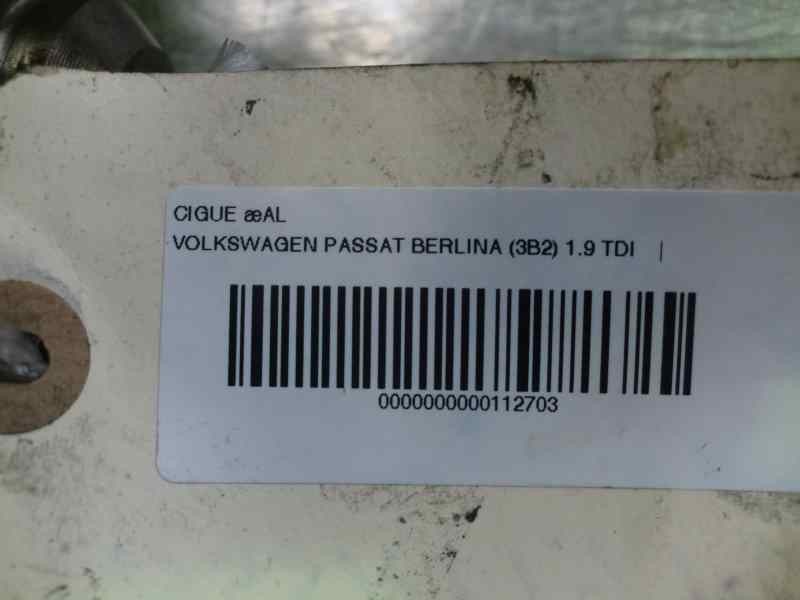 CIGUE æAL
VOLKSWAGEN PASSAT BERLINA (3B2) 1.9 TDI |
0000000000112703